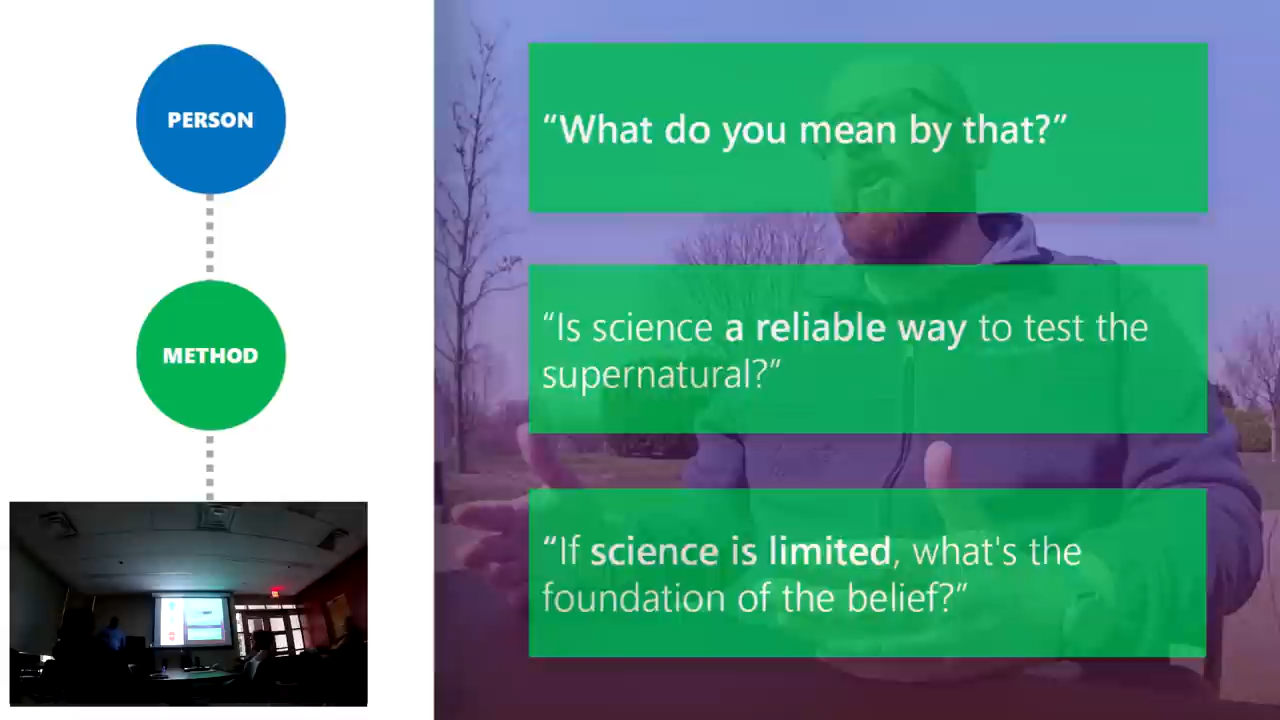 PERSON
“What do you mean by that?”
METHOD
“Is science a reliable way to test the
supernatural?”
“If science is limited, what's the
foundation of the belief?”